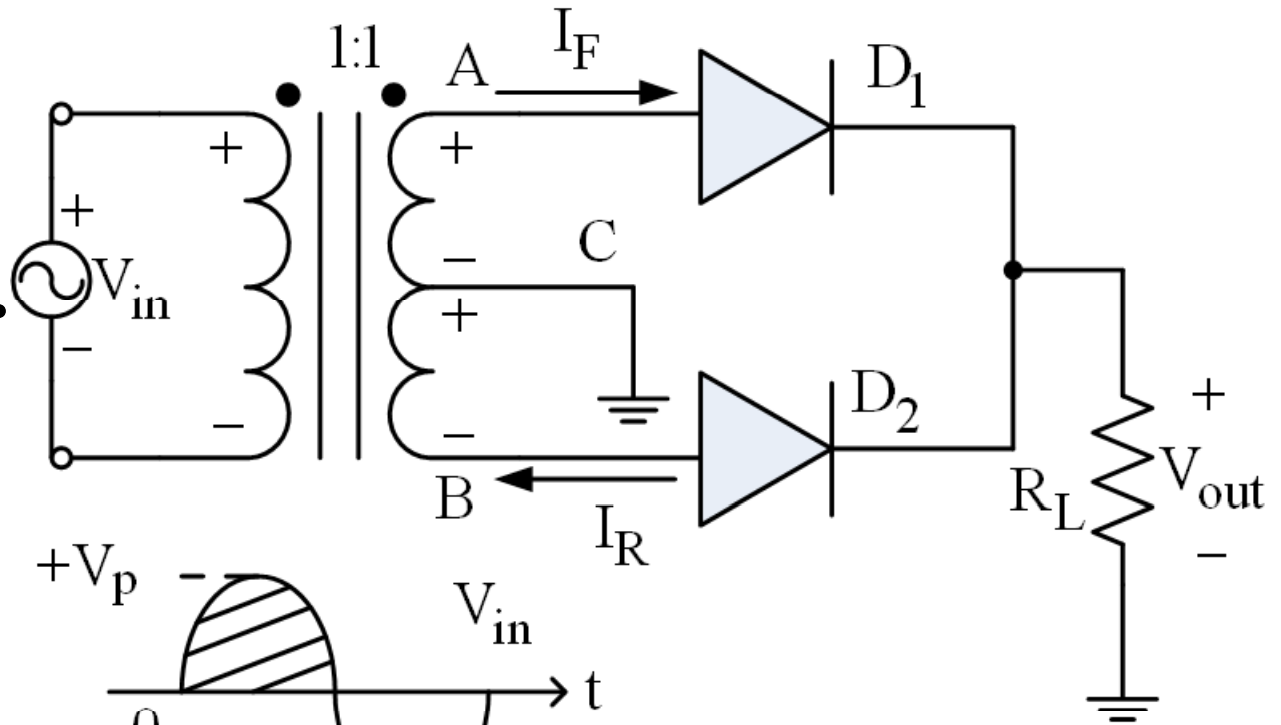 1:1
A
I_F
D_1
+
+
+
V_in
−
−
C
+
−
−
B
I_R
D_2
R_L
+
V_out
−
+V_p
V_in
t
0